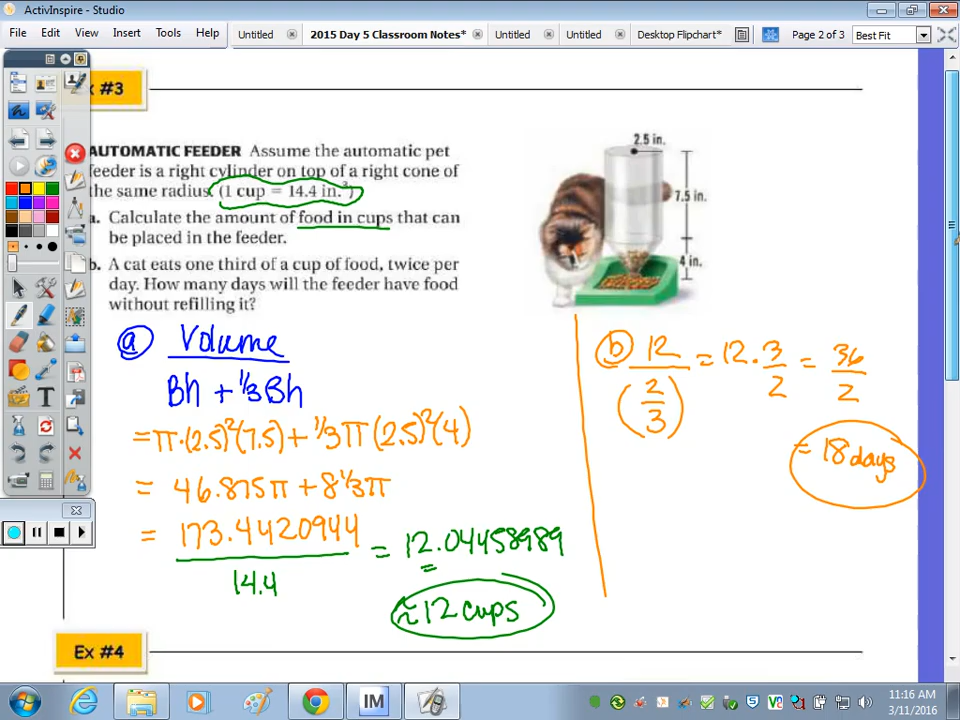 ActivInspire - Studio
File Edit View Insert Tools Help Untitled 2015 Day 5 Classroom Notes* Untitled Untitled Desktop Flipchart* Page 2 of 3 Best Fit
x #3
AUTOMATIC FEEDER Assume the automatic pet
feeder is a right cylinder on top of a right cone of
the same radius. (1 cup = 14.4 in.³)
a. Calculate the amount of food in cups that can
be placed in the feeder.
b. A cat eats one third of a cup of food, twice per
day. How many days will the feeder have food
without refilling it?
2.5 in.
7.5 in.
4 in.
a Volume
Bh + 1/3 Bh
= π·(2.5)²(7.5) + 1/3 π (2.5)²(4)
= 46.875π + 8 1/3 π
= 173.4420944
14.4
= 12.04458989
≈ 12 cups
b 12 / (2/3) = 12 · 3/2 = 36/2
= 18 days
Ex #4
IM
11:16 AM
3/11/2016